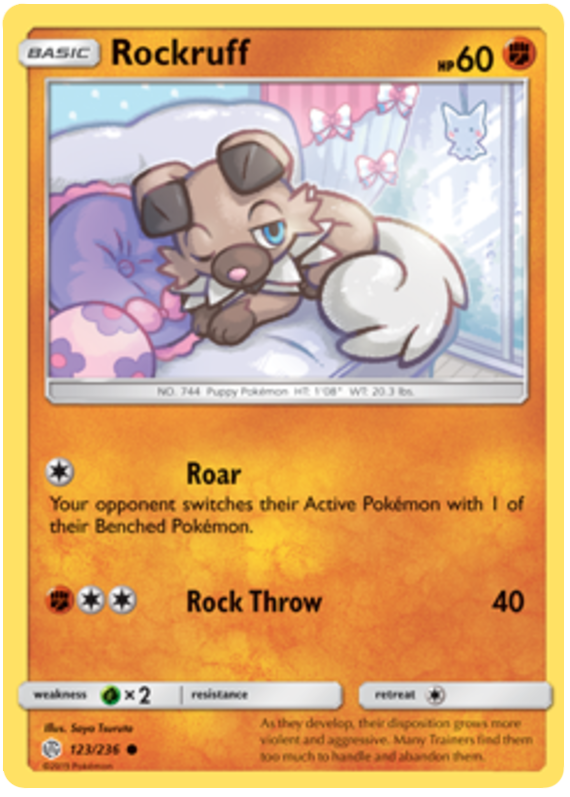 BASIC Rockruff HP 60
NO. 744 Puppy Pokémon HT: 1'08" WT: 20.3 lbs.
Roar
Your opponent switches their Active Pokémon with 1 of
their Benched Pokémon.
Rock Throw 40
weakness ×2 resistance retreat
Illus. Saya Tsuruta
123/236
©2019 Pokémon
As they develop, their disposition grows more
violent and aggressive. Many Trainers find them
too much to handle and abandon them.